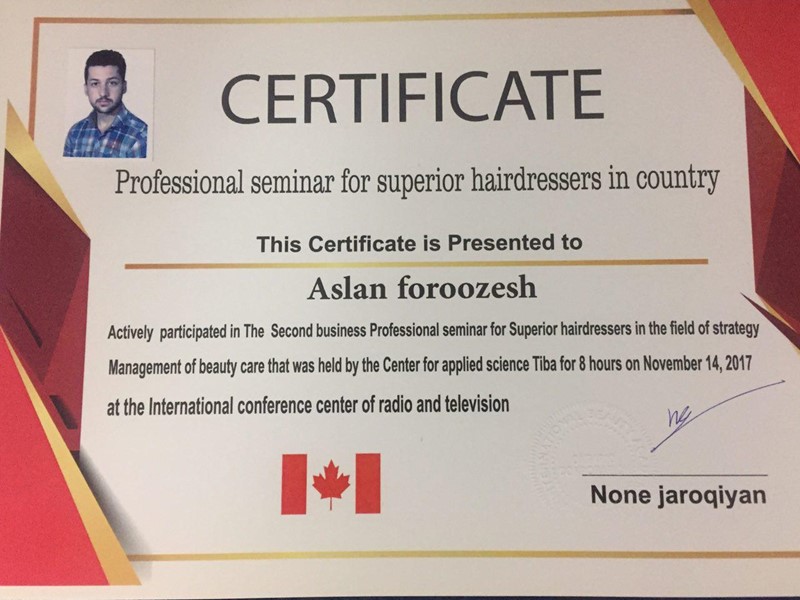 CERTIFICATE
Professional seminar for superior hairdressers in country
This Certificate is Presented to
Aslan foroozesh
Actively participated in The Second business Professional seminar for Superior hairdressers in the field of strategy
Management of beauty care that was held by the Center for applied science Tiba for 8 hours on November 14, 2017
at the International conference center of radio and television
None jaroqiyan